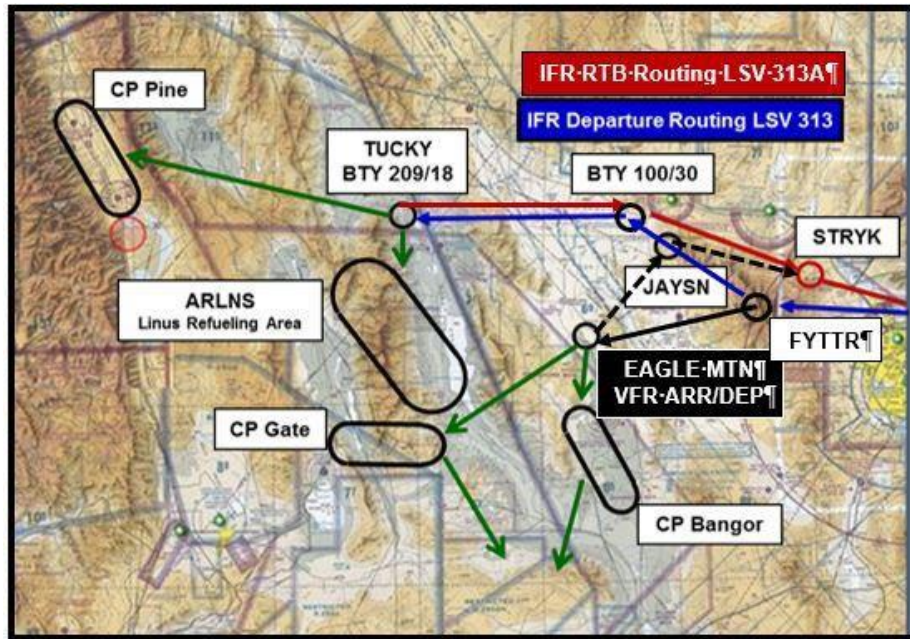 IFR·RTB·Routing·LSV·313A¶
CP Pine
IFR Departure Routing LSV 313
TUCKY
BTY 209/18
BTY 100/30
STRYK
JAYSN
ARLNS
Linus Refueling Area
FYTTR¶
EAGLE·MTN¶
VFR·ARR/DEP¶
CP Gate
CP Bangor